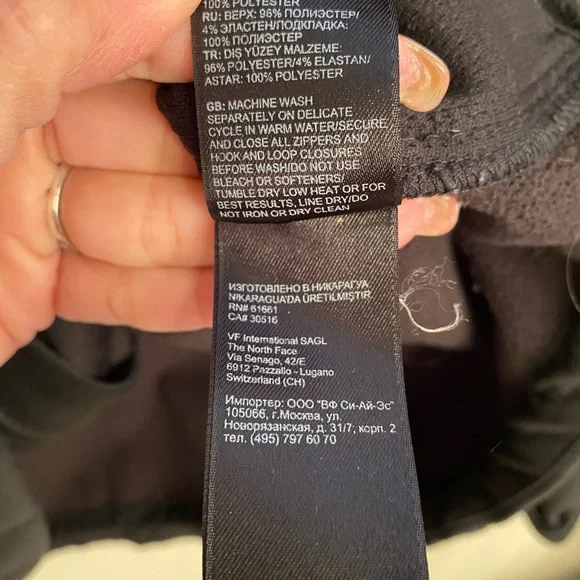 100% POLYESTER
RU: ВЕРХ: 96% ПОЛИЭСТЕР/
4% ЭЛАСТЕН/ПОДКЛАДКА:
100% ПОЛИЭСТЕР
TR: DIŞ YÜZEY MALZEME:
96% POLYESTER/4% ELASTAN/
ASTAR: 100% POLYESTER
GB: MACHINE WASH
SEPARATELY ON DELICATE
CYCLE IN WARM WATER/SECURE
AND CLOSE ALL ZIPPERS AND
HOOK AND LOOP CLOSURES
BEFORE WASH/DO NOT USE
BLEACH OR SOFTENERS/
TUMBLE DRY LOW HEAT OR FOR
BEST RESULTS, LINE DRY/DO
NOT IRON OR DRY CLEAN
ИЗГОТОВЛЕНО В НИКАРАГУА
NİKARAGUA'DA ÜRETİLMİŞTİR
RN# 61661
CA# 30516
VF International SAGL
The North Face
Via Senago, 42/E
6912 Pazzallo - Lugano
Switzerland (CH)
Импортер: ООО "ВФ Си-Ай-Эс"
105066, г.Москва, ул.
Новорязанская, д. 31/7; корп. 2
тел. (495) 797 60 70